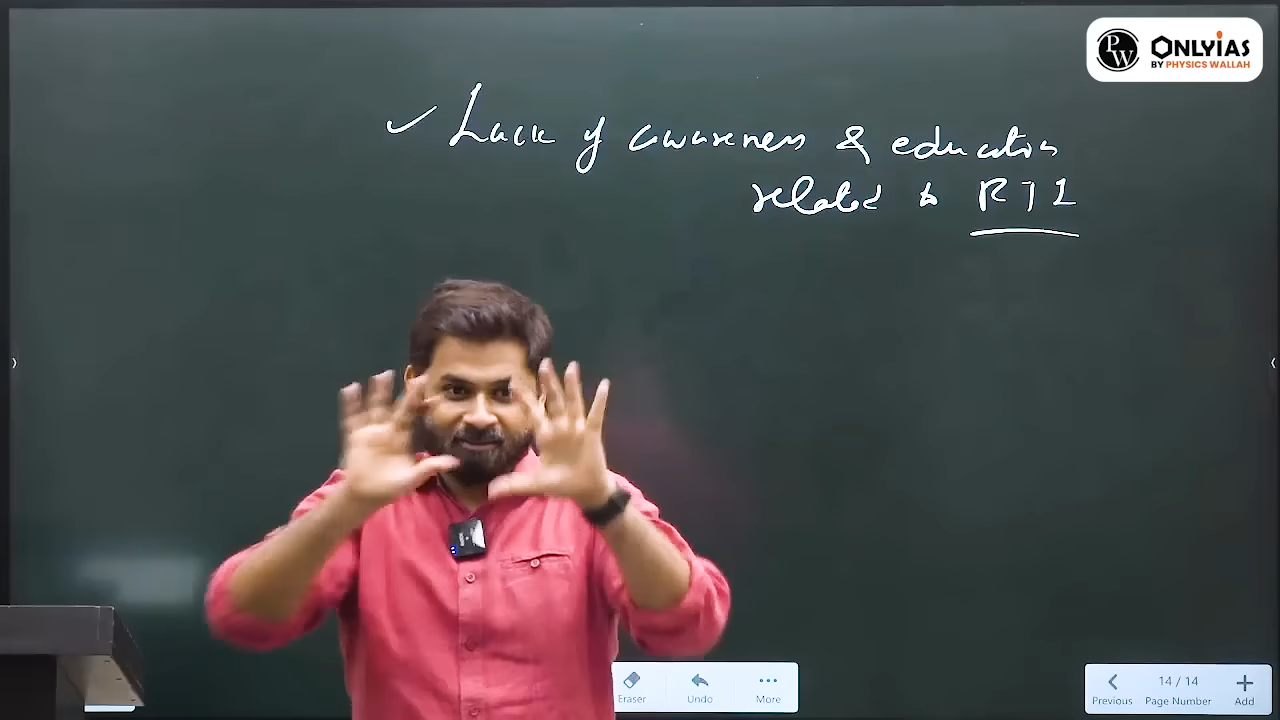 PW ONLYIAS
BY PHYSICS WALLAH
Lack of awareness & education
related to RTI
Eraser
Undo
More
14 / 14
Previous
Page Number
Add